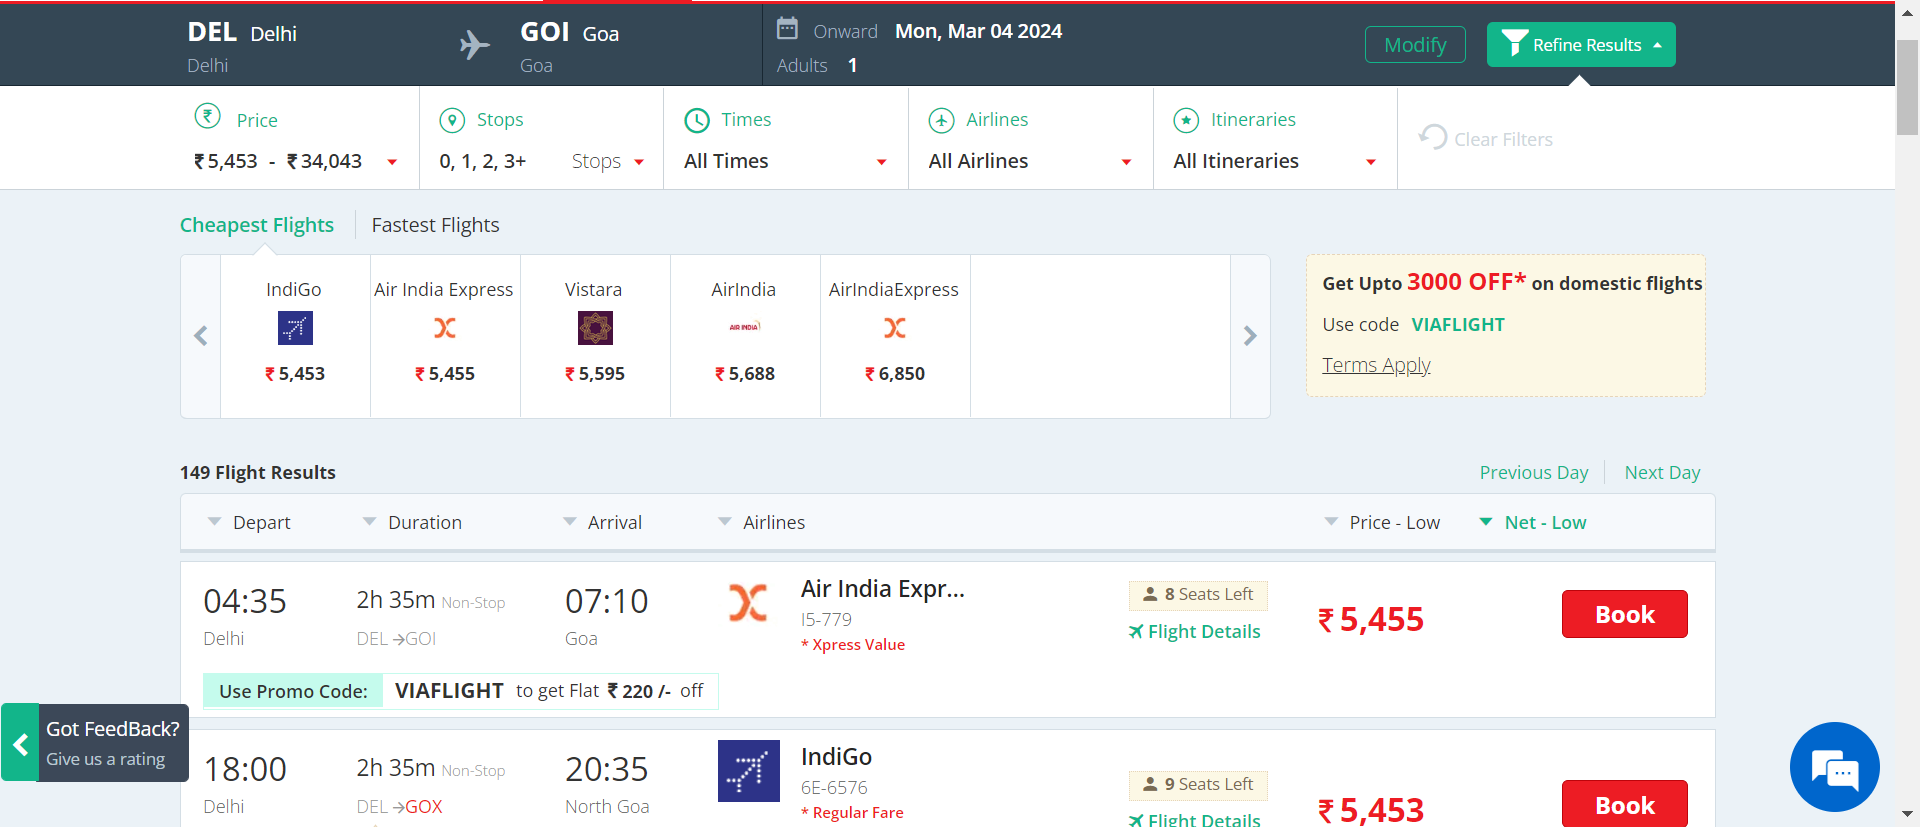 DEL Delhi
Delhi
GOI Goa
Goa
Onward Mon, Mar 04 2024
Adults 1
Modify
Refine Results
Price
₹ 5,453 - ₹ 34,043
Stops
0, 1, 2, 3+ Stops
Times
All Times
Airlines
All Airlines
Itineraries
All Itineraries
Clear Filters
Cheapest Flights
Fastest Flights
IndiGo
₹ 5,453
Air India Express
₹ 5,455
Vistara
₹ 5,595
AirIndia
AIR INDIA
₹ 5,688
AirIndiaExpress
₹ 6,850
Get Upto 3000 OFF* on domestic flights
Use code VIAFLIGHT
Terms Apply
149 Flight Results
Previous Day
Next Day
Depart
Duration
Arrival
Airlines
Price - Low
Net - Low
04:35
Delhi
2h 35m Non-Stop
DEL → GOI
07:10
Goa
Air India Expr...
I5-779
* Xpress Value
8 Seats Left
Flight Details
₹ 5,455
Book
Use Promo Code: VIAFLIGHT to get Flat ₹ 220 /- off
18:00
Delhi
2h 35m Non-Stop
DEL → GOX
20:35
North Goa
IndiGo
6E-6576
* Regular Fare
9 Seats Left
Flight Details
₹ 5,453
Book
Got FeedBack?
Give us a rating